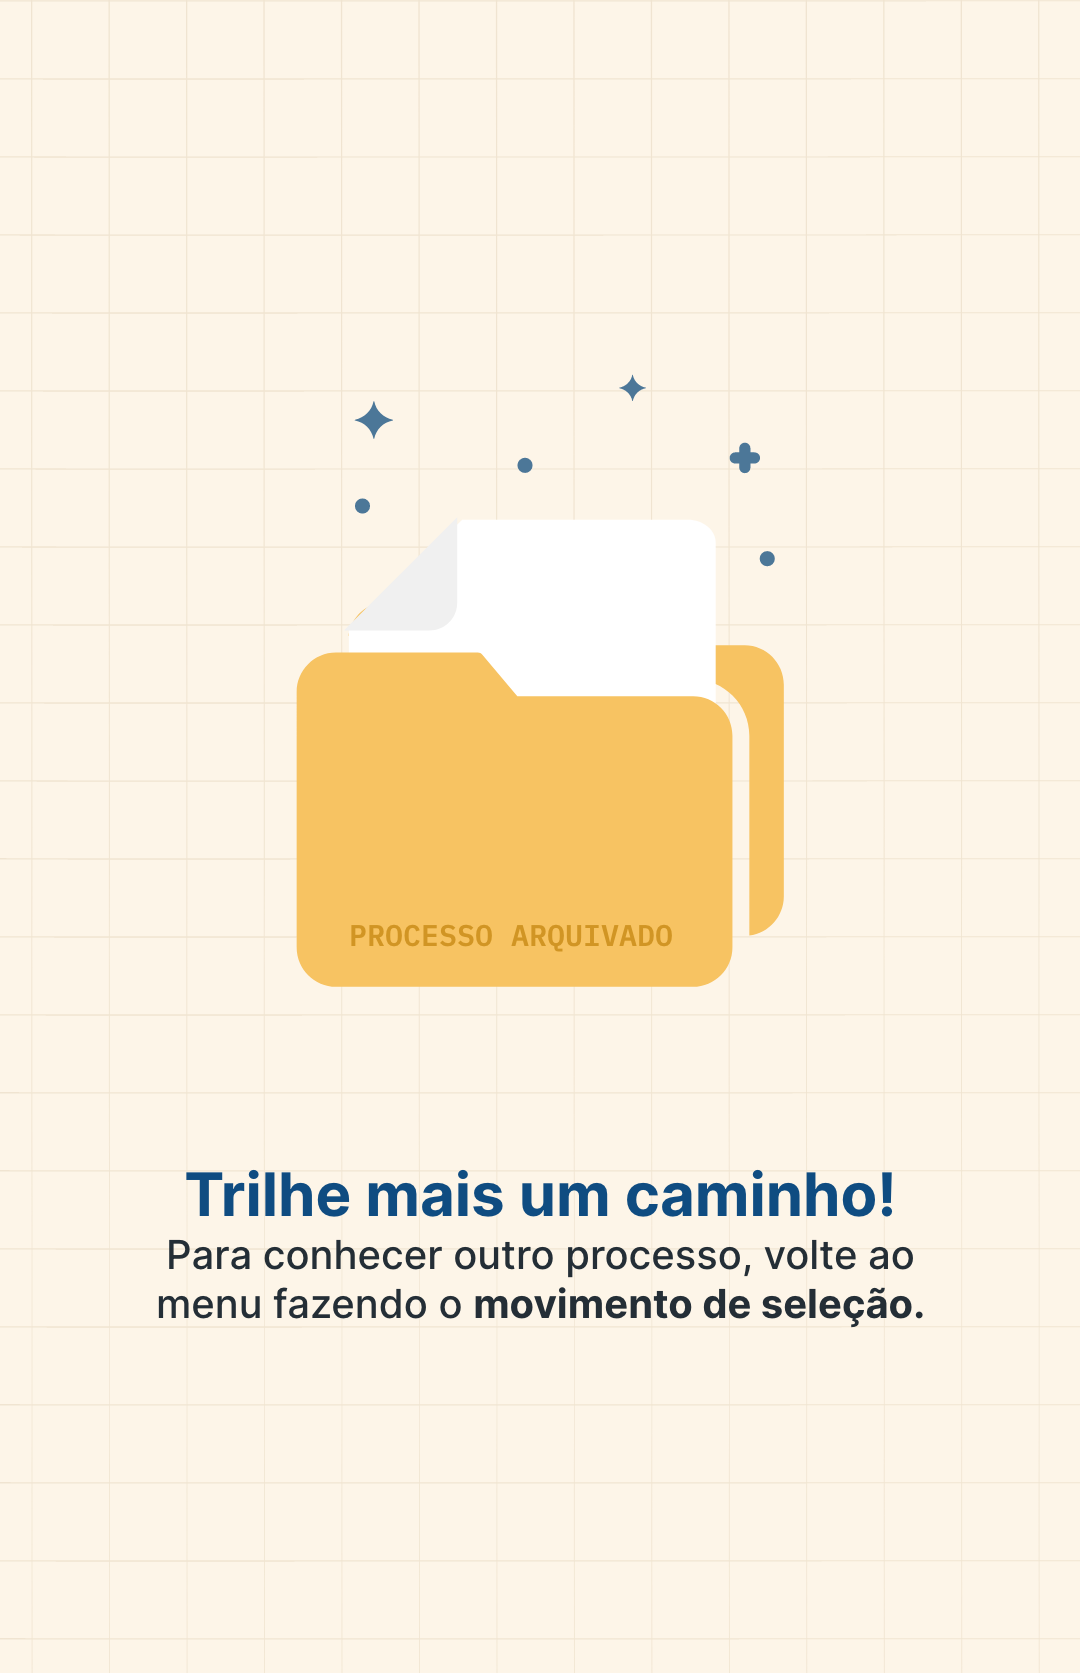 PROCESSO ARQUIVADO
Trilhe mais um caminho!
Para conhecer outro processo, volte ao
menu fazendo o movimento de seleção.